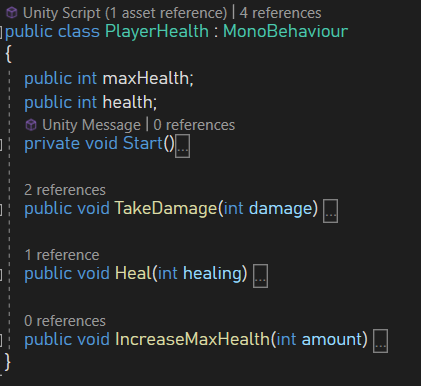 Unity Script (1 asset reference) | 4 references
public class PlayerHealth : MonoBehaviour
{
public int maxHealth;
public int health;
Unity Message | 0 references
private void Start()...
2 references
public void TakeDamage(int damage) ...
1 reference
public void Heal(int healing) ...
0 references
public void IncreaseMaxHealth(int amount) ...
}